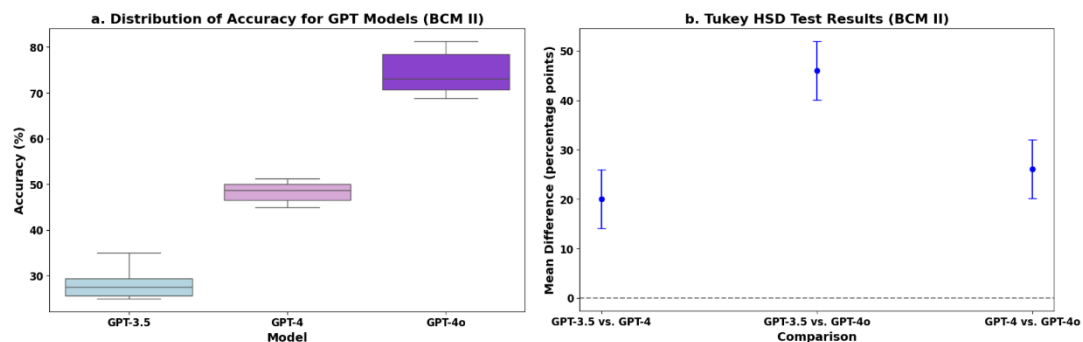 a. Distribution of Accuracy for GPT Models (BCM II)
80
70
60
50
40
30
Accuracy (%)
GPT-3.5 GPT-4 GPT-4o
Model
b. Tukey HSD Test Results (BCM II)
50
40
30
20
10
0
Mean Difference (percentage points)
GPT-3.5 vs. GPT-4 GPT-3.5 vs. GPT-4o GPT-4 vs. GPT-4o
Comparison